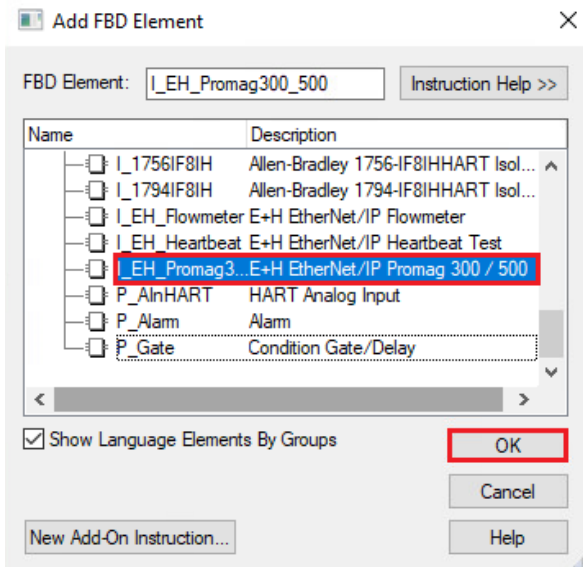 Add FBD Element
FBD Element: I_EH_Promag300_500 Instruction Help >>
Name Description
I_1756IF8IH Allen-Bradley 1756-IF8IHHART Isol...
I_1794IF8IH Allen-Bradley 1794-IF8IHHART Isol...
I_EH_Flowmeter E+H EtherNet/IP Flowmeter
I_EH_Heartbeat E+H EtherNet/IP Heartbeat Test
I_EH_Promag3... E+H EtherNet/IP Promag 300 / 500
P_AInHART HART Analog Input
P_Alarm Alarm
P_Gate Condition Gate/Delay
Show Language Elements By Groups OK
Cancel
New Add-On Instruction... Help